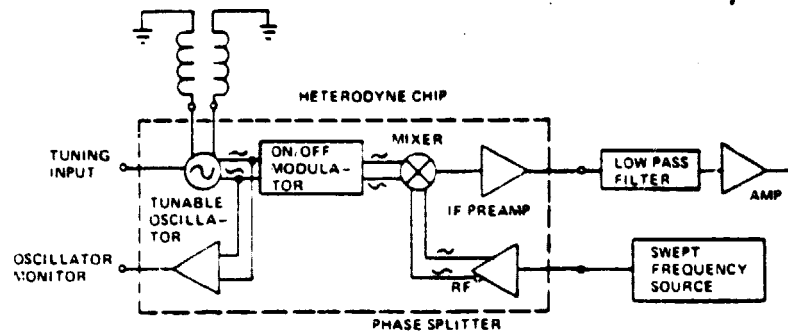 HETERODYNE CHIP
TUNING
INPUT
TUNABLE
OSCILLA-
TOR
ON/OFF
MODULA-
TOR
MIXER
IF PREAMP
LOW PASS
FILTER
AMP
OSCILLATOR
MONITOR
RF
SWEPT
FREQUENCY
SOURCE
PHASE SPLITTER